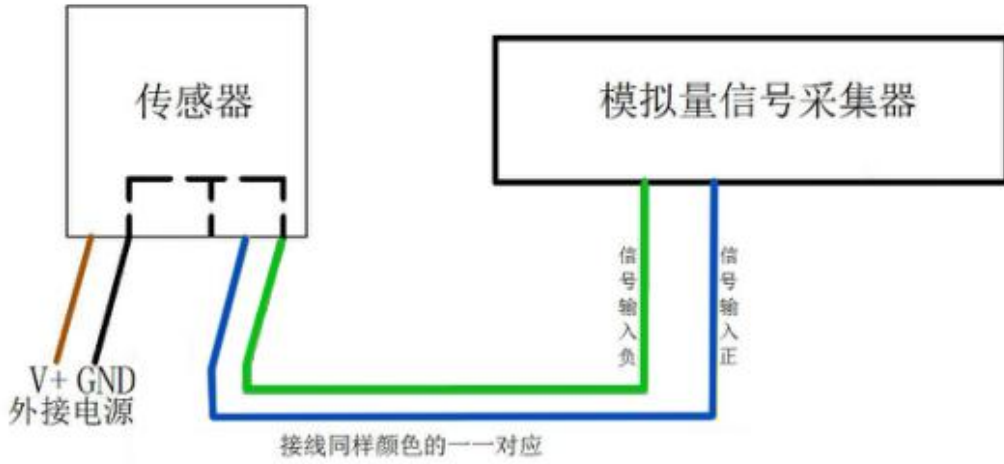 传感器
模拟量信号采集器
信号输入负
信号输入正
V+ GND
外接电源
接线同样颜色的一一对应